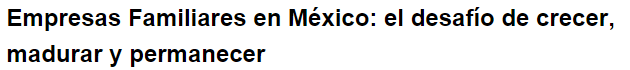 Empresas Familiares en México: el desafío de crecer,
madurar y permanecer